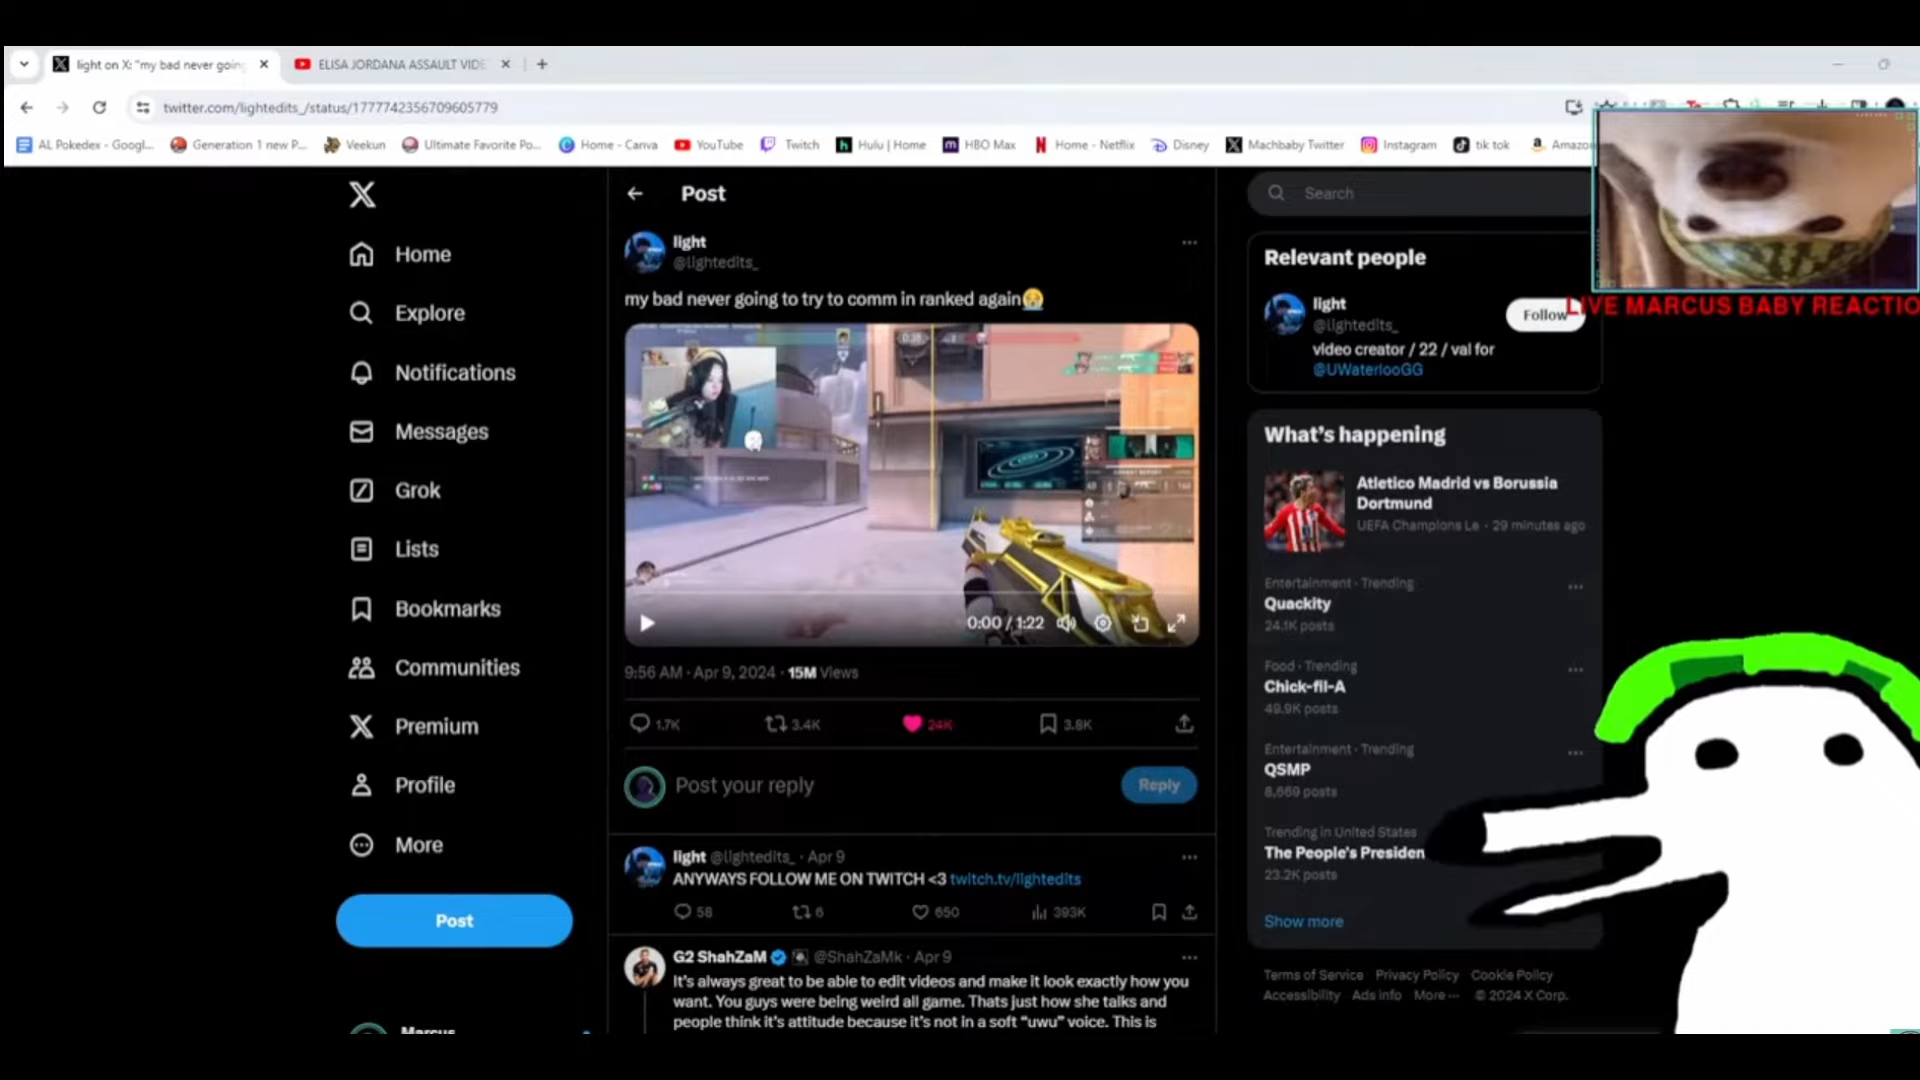 light on X: "my bad never going
ELISA JORDANA ASSAULT VIDE
twitter.com/lightedits_/status/1777742356709605779
AL Pokedex - Googl...
Generation 1 new P...
Veekun
Ultimate Favorite Po...
Home - Canva
YouTube
Twitch
Hulu | Home
HBO Max
Home - Netflix
Disney
Machbaby Twitter
Instagram
tik tok
Amazo
Home
Explore
Notifications
Messages
Grok
Lists
Bookmarks
Communities
Premium
Profile
More
Post
Marcus
Post
light
@lightedits_
my bad never going to try to comm in ranked again😭
0:00 / 1:22
9:56 AM · Apr 9, 2024 · 15M Views
1.7K
3.4K
24K
3.8K
Post your reply
Reply
light @lightedits_ · Apr 9
ANYWAYS FOLLOW ME ON TWITCH <3 twitch.tv/lightedits
58
6
650
393K
G2 ShahZaM @ShahZaMk · Apr 9
It's always great to be able to edit videos and make it look exactly how you
want. You guys were being weird all game. Thats just how she talks and
people think it's attitude because it's not in a soft "uwu" voice. This is
Search
Relevant people
light
@lightedits_
Follow
video creator / 22 / val for
@UWaterlooGG
LIVE MARCUS BABY REACTIO
What's happening
Atletico Madrid vs Borussia
Dortmund
UEFA Champions Le · 29 minutes ago
Entertainment · Trending
Quackity
24.1K posts
Food · Trending
Chick-fil-A
49.9K posts
Entertainment · Trending
QSMP
8,669 posts
Trending in United States
The People's Presiden
23.2K posts
Show more
Terms of Service Privacy Policy Cookie Policy
Accessibility Ads info More ··· © 2024 X Corp.